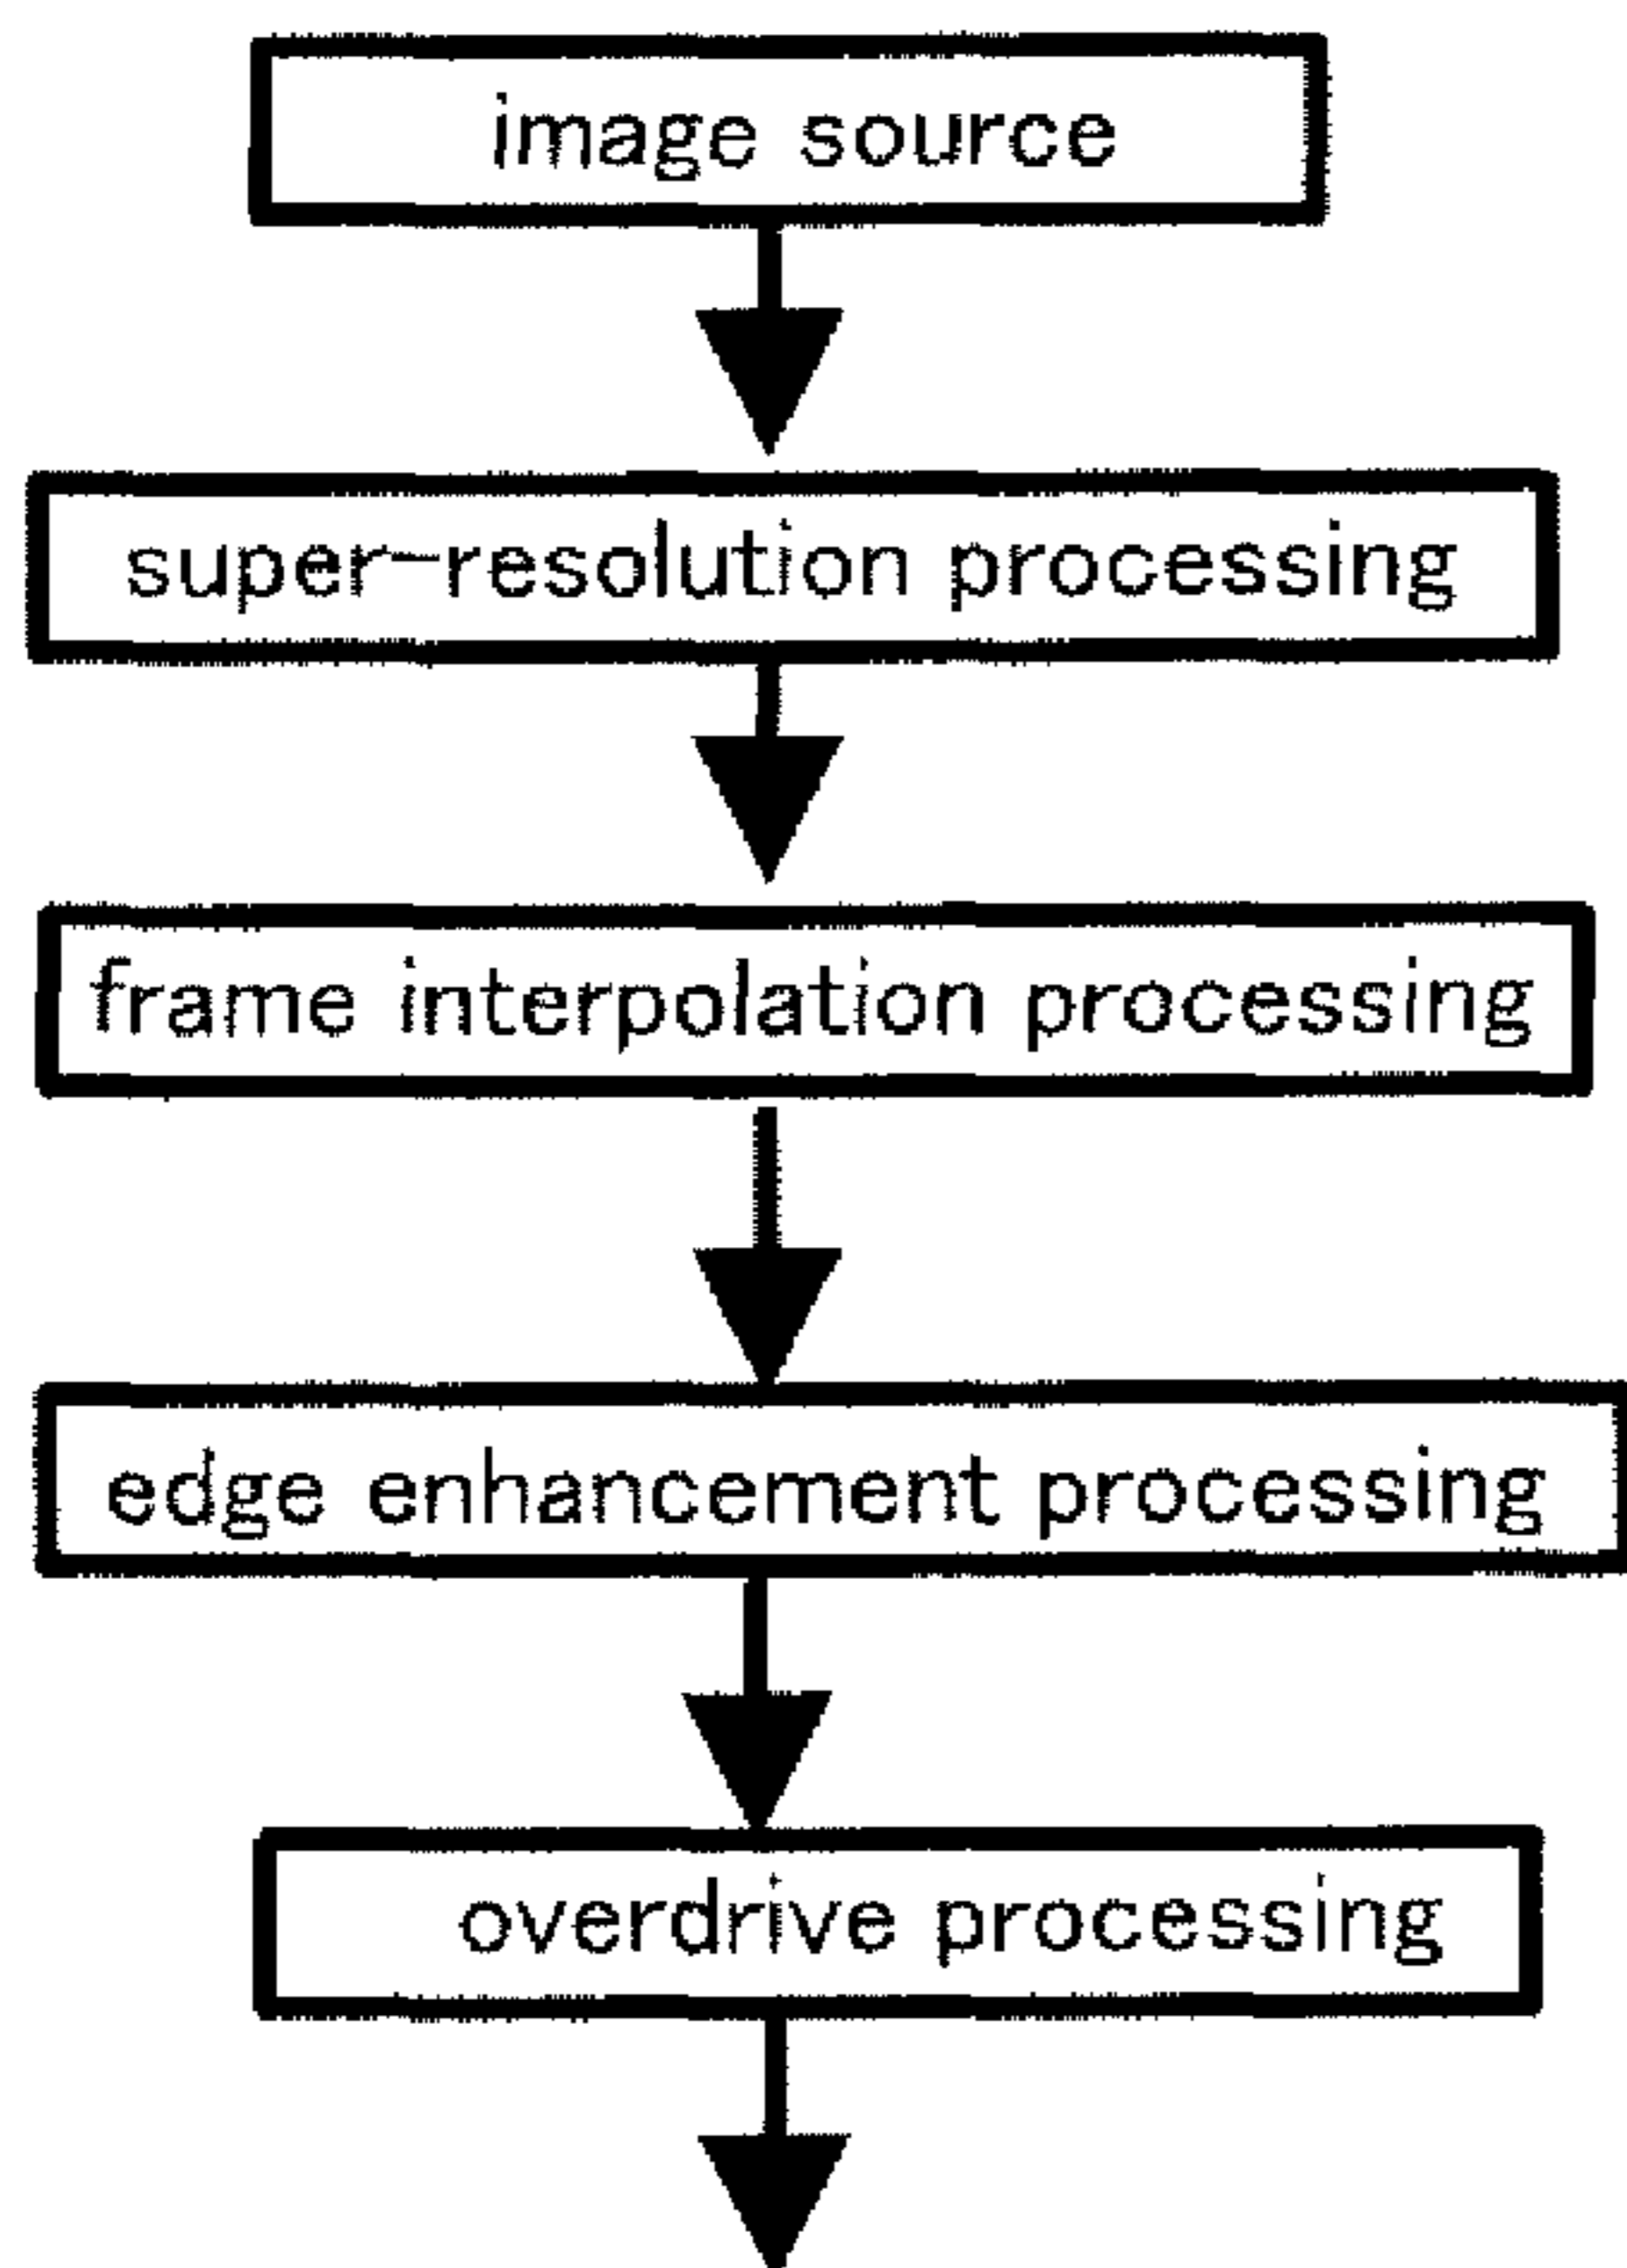 image source
super-resolution processing
frame interpolation processing
edge enhancement processing
overdrive processing